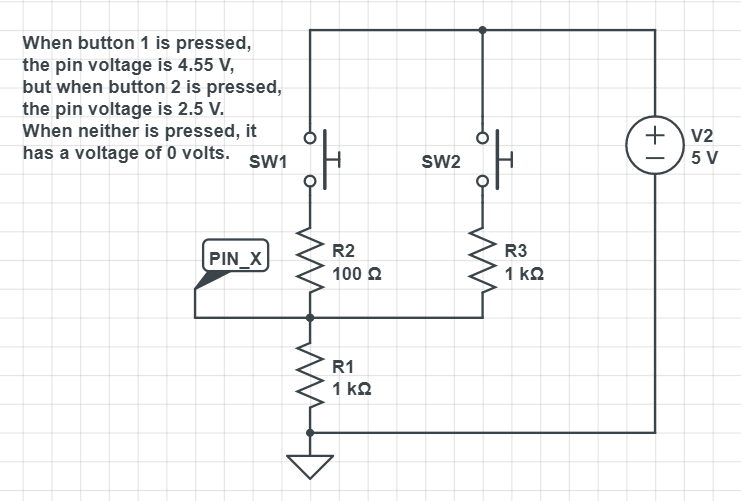 When button 1 is pressed,
the pin voltage is 4.55 V,
but when button 2 is pressed,
the pin voltage is 2.5 V.
When neither is pressed, it
has a voltage of 0 volts.
SW1
SW2
V2
5 V
PIN_X
R2
100 Ω
R3
1 kΩ
R1
1 kΩ